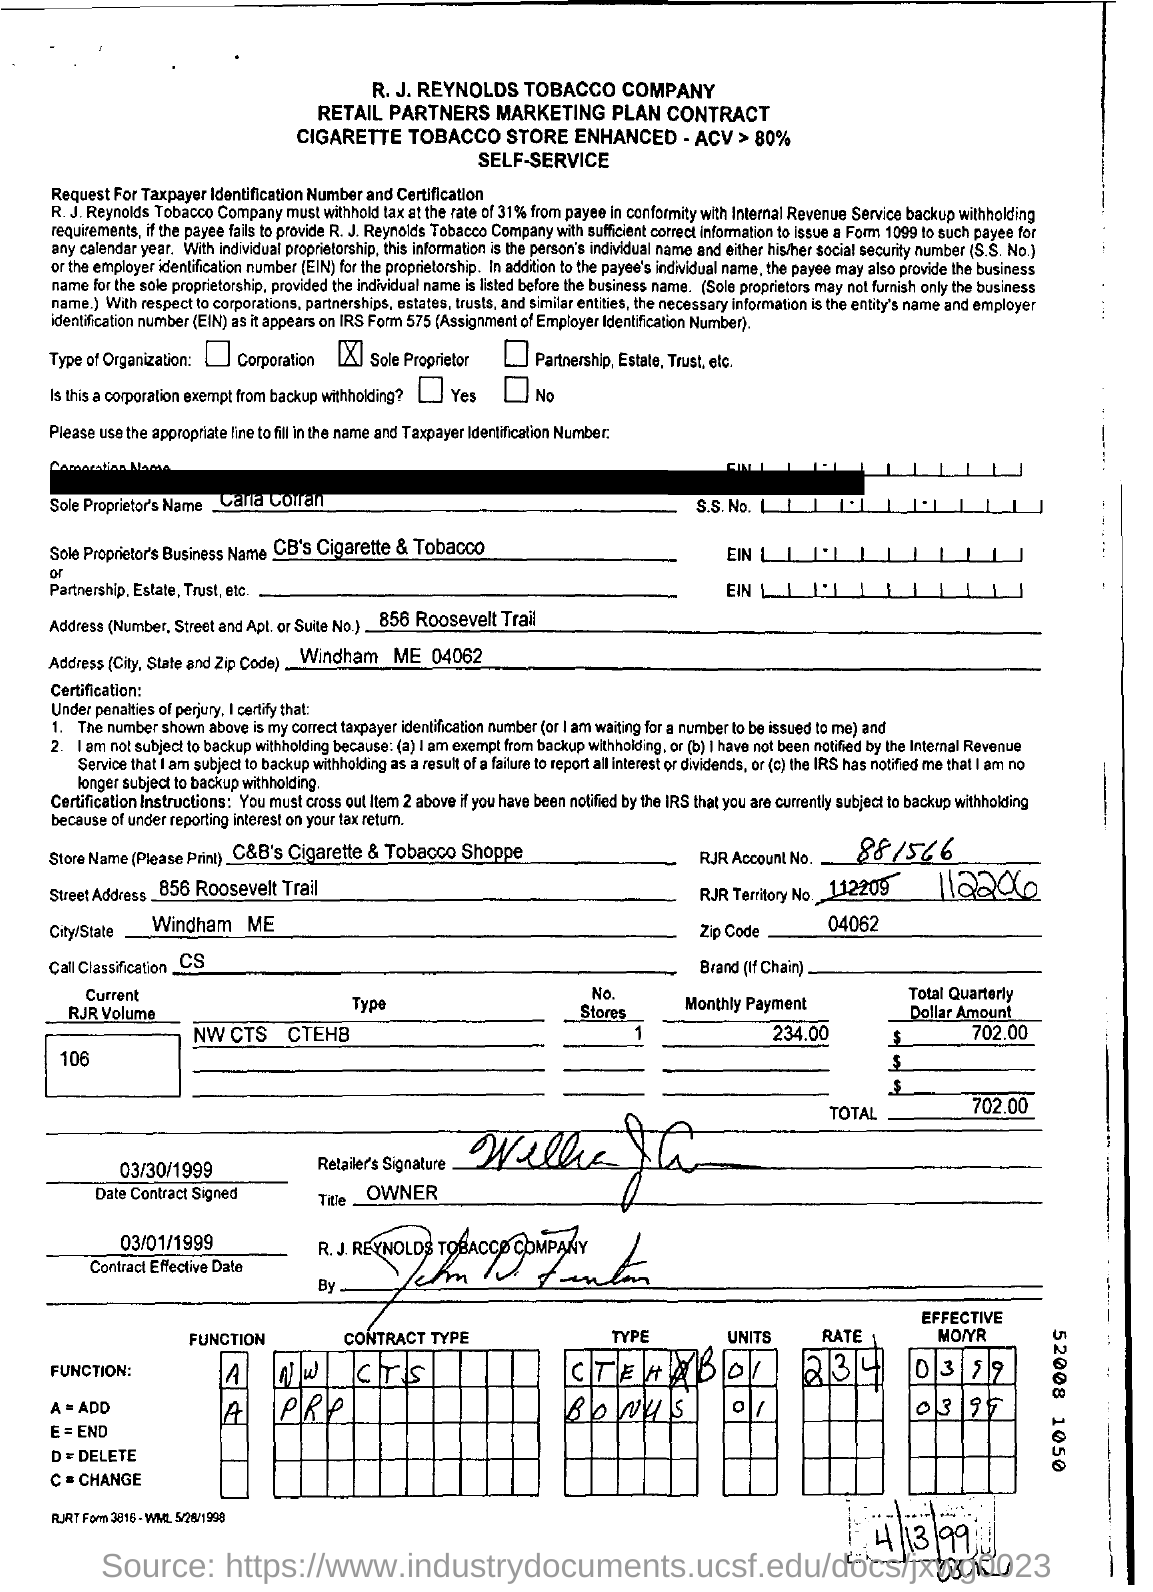 R. J. REYNOLDS TOBACCO COMPANY
RETAIL PARTNERS MARKETING PLAN CONTRACT
CIGARETTE TOBACCO STORE ENHANCED - ACV > 80%
SELF-SERVICE
Request For Taxpayer Identification Number and Certification
R. J. Reynolds Tobacco Company must withhold tax at the rate of 31% from payee in conformity with Internal Revenue Service backup withholding
requirements, if the payee fails to provide R. J. Reynolds Tobacco Company with sufficient correct information to issue a Form 1099 to such payee for
any calendar year. With individual proprietorship, this information is the person's individual name and either his/her social security number (S.S. No.)
or the employer identification number (EIN) for the proprietorship. In addition to the payee's individual name, the payee may also provide the business
name for the sole proprietorship, provided the individual name is listed before the business name. (Sole proprietors may not furnish only the business
name.) With respect to corporations, partnerships, estates, trusts, and similar entities, the necessary information is the entity's name and employer
identification number (EIN) as it appears on IRS Form 575 (Assignment of Employer Identification Number).
Type of Organization: Corporation X Sole Proprietor Partnership, Estate, Trust, etc.
Is this a corporation exempt from backup withholding? Yes No
Please use the appropriate line to fill in the name and Taxpayer Identification Number:
Corporation Name EIN
Sole Proprietor's Name Carla S.S. No.
Sole Proprietor's Business Name CB's Cigarette & Tobacco EIN
or
Partnership, Estate, Trust, etc. EIN
Address (Number, Street and Apt. or Suite No.) 856 Roosevelt Trail
Address (City, State and Zip Code) Windham ME 04062
Certification:
Under penalties of perjury, I certify that:
1. The number shown above is my correct taxpayer identification number (or I am waiting for a number to be issued to me) and
2. I am not subject to backup withholding because: (a) I am exempt from backup withholding, or (b) I have not been notified by the Internal Revenue
Service that I am subject to backup withholding as a result of a failure to report all interest or dividends, or (c) the IRS has notified me that I am no
longer subject to backup withholding.
Certification Instructions: You must cross out Item 2 above if you have been notified by the IRS that you are currently subject to backup withholding
because of under reporting interest on your tax return.
Store Name (Please Print) C&B's Cigarette & Tobacco Shoppe RJR Account No. 881566
Street Address 856 Roosevelt Trail RJR Territory No. 112209 112206
City/State Windham ME Zip Code 04062
Call Classification CS Brand (If Chain)
Current RJR Volume Type No. Stores Monthly Payment Total Quarterly Dollar Amount
106 NW CTS CTEHB 1 234.00 $ 702.00
$
$
TOTAL 702.00
03/30/1999 Retailer's Signature
Date Contract Signed Title OWNER
03/01/1999 R. J. REYNOLDS TOBACCO COMPANY
Contract Effective Date By John D.
FUNCTION CONTRACT TYPE TYPE UNITS RATE EFFECTIVE MO/YR
FUNCTION: A NW CTS CTEHB 01 234 0399
A = ADD A PRP BONUS 01 0399
E = END
D = DELETE
C = CHANGE
RJRT Form 3816 - WML 5/28/1998
4 13 99
52008 1050
Source: https://www.industrydocuments.ucsf.edu/docs/jxwg0023